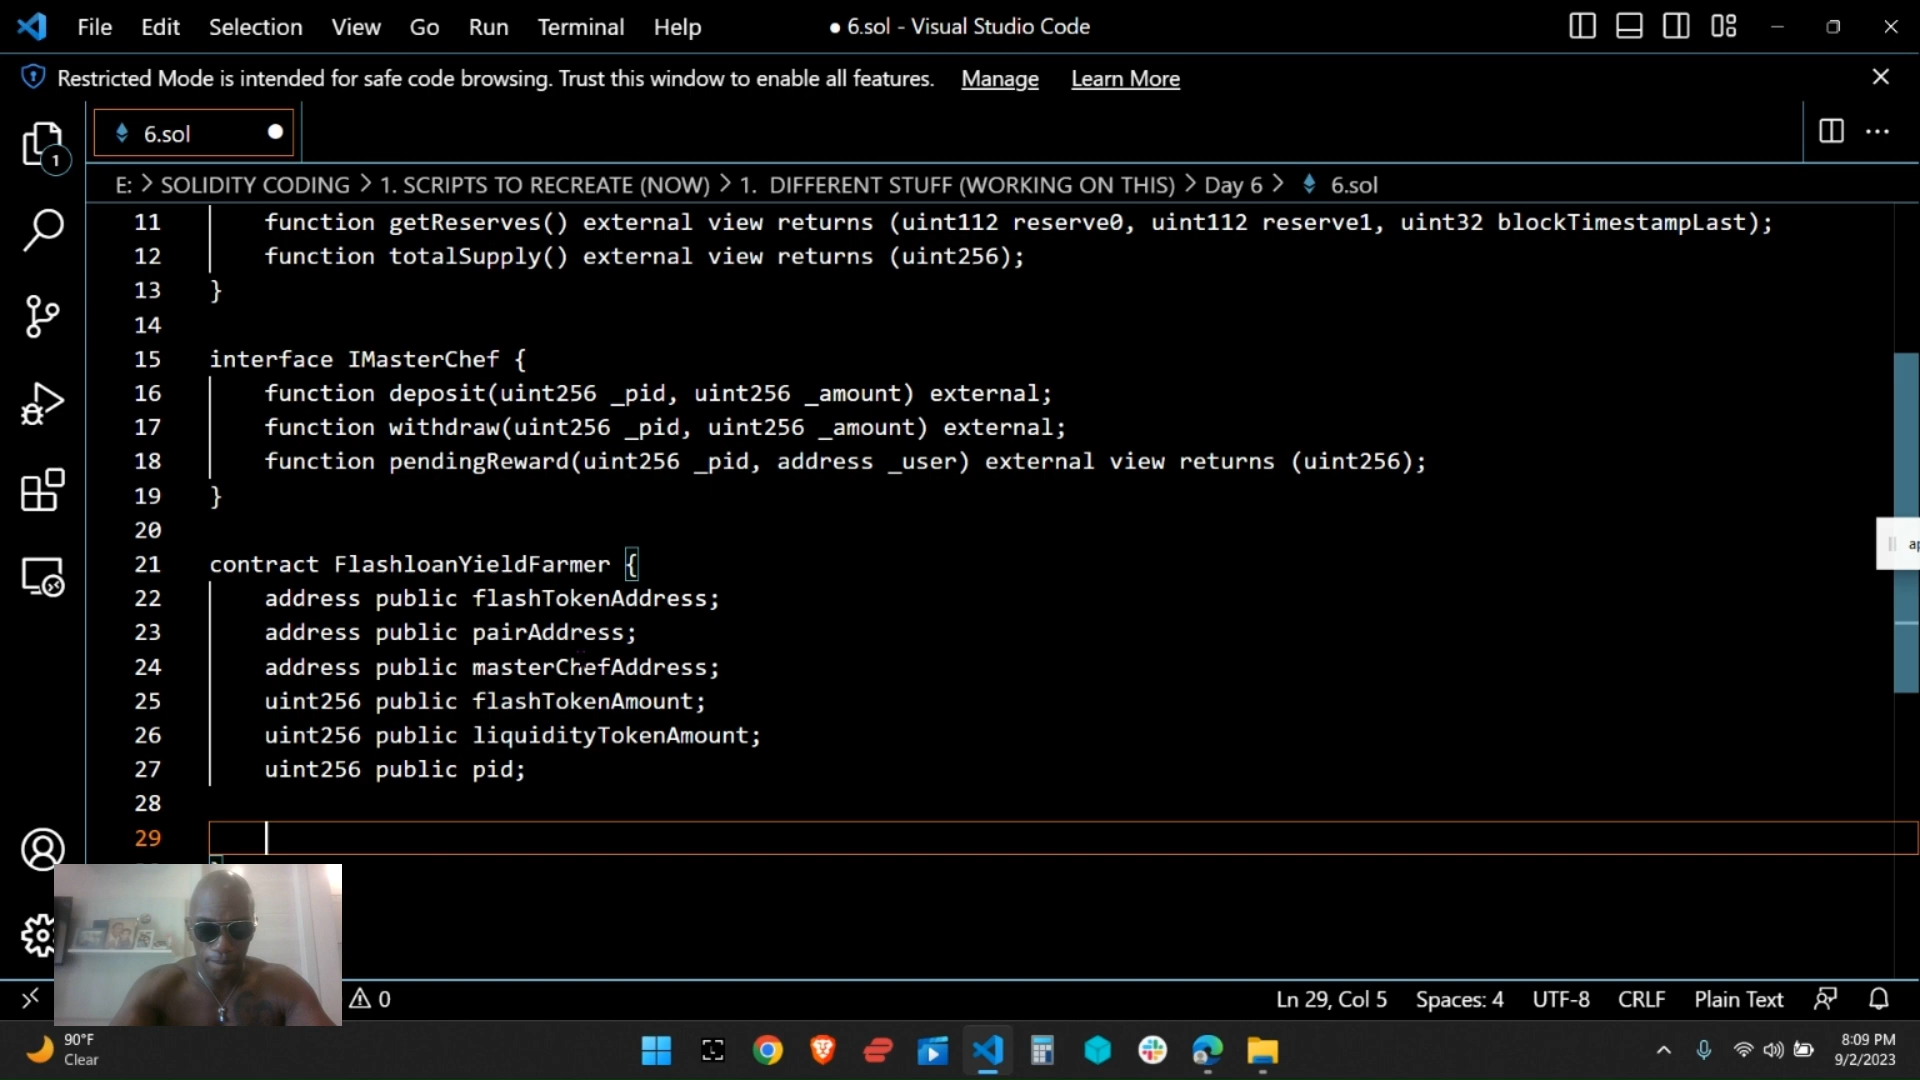 File Edit Selection View Go Run Terminal Help
● 6.sol - Visual Studio Code
Restricted Mode is intended for safe code browsing. Trust this window to enable all features. Manage Learn More
1
6.sol
E: > SOLIDITY CODING > 1. SCRIPTS TO RECREATE (NOW) > 1. DIFFERENT STUFF (WORKING ON THIS) > Day 6 > 6.sol
11 function getReserves() external view returns (uint112 reserve0, uint112 reserve1, uint32 blockTimestampLast);
12 function totalSupply() external view returns (uint256);
13 }
14
15 interface IMasterChef {
16 function deposit(uint256 _pid, uint256 _amount) external;
17 function withdraw(uint256 _pid, uint256 _amount) external;
18 function pendingReward(uint256 _pid, address _user) external view returns (uint256);
19 }
20
21 contract FlashloanYieldFarmer {
22 address public flashTokenAddress;
23 address public pairAddress;
24 address public masterChefAddress;
25 uint256 public flashTokenAmount;
26 uint256 public liquidityTokenAmount;
27 uint256 public pid;
28
29
0
Ln 29, Col 5 Spaces: 4 UTF-8 CRLF Plain Text
90°F
Clear
8:09 PM
9/2/2023